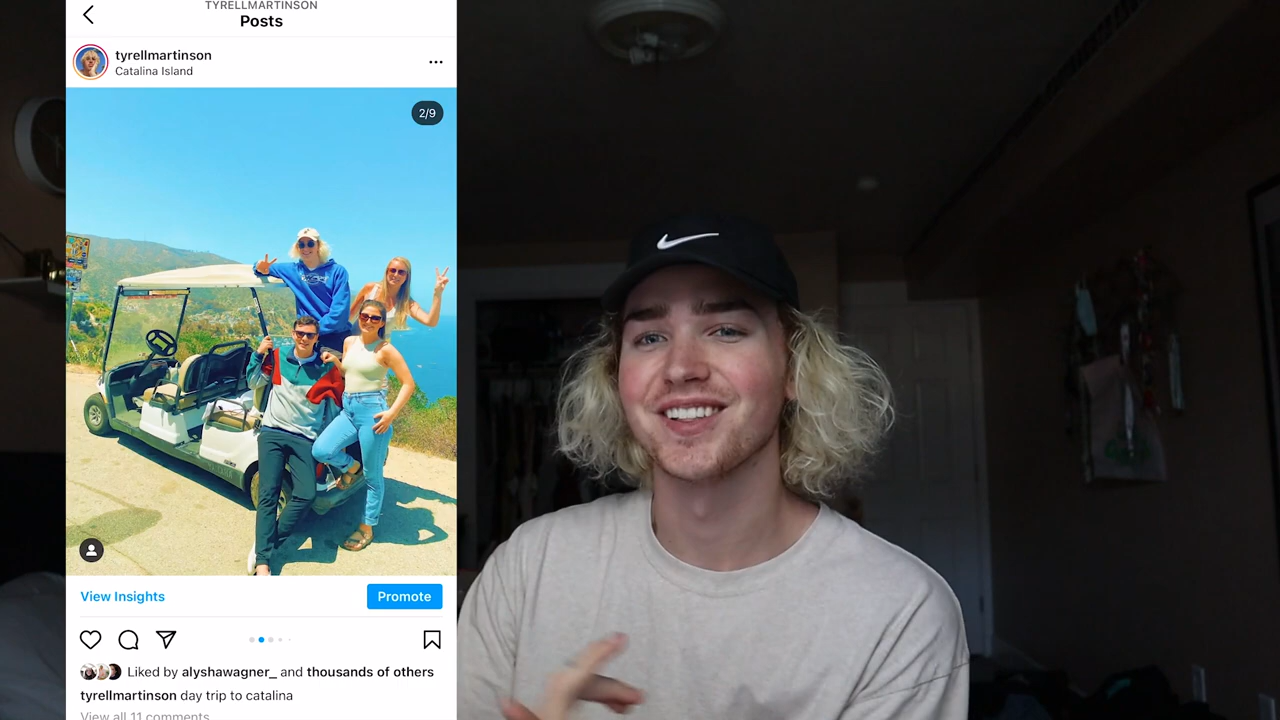 TYRELLMARTINSON
Posts
tyrellmartinson
Catalina Island
2/9
View Insights
Promote
Liked by alyshawagner_ and thousands of others
tyrellmartinson day trip to catalina
View all 11 comments